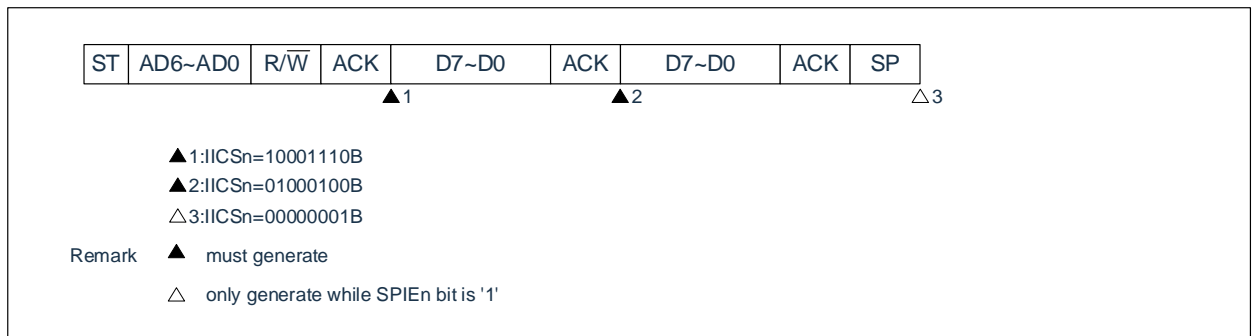 ST AD6~AD0 R/W̅ ACK D7~D0 ACK D7~D0 ACK SP
▲1 ▲2 △3
▲1:IICSn=10001110B
▲2:IICSn=01000100B
△3:IICSn=00000001B
Remark ▲ must generate
△ only generate while SPIEn bit is '1'